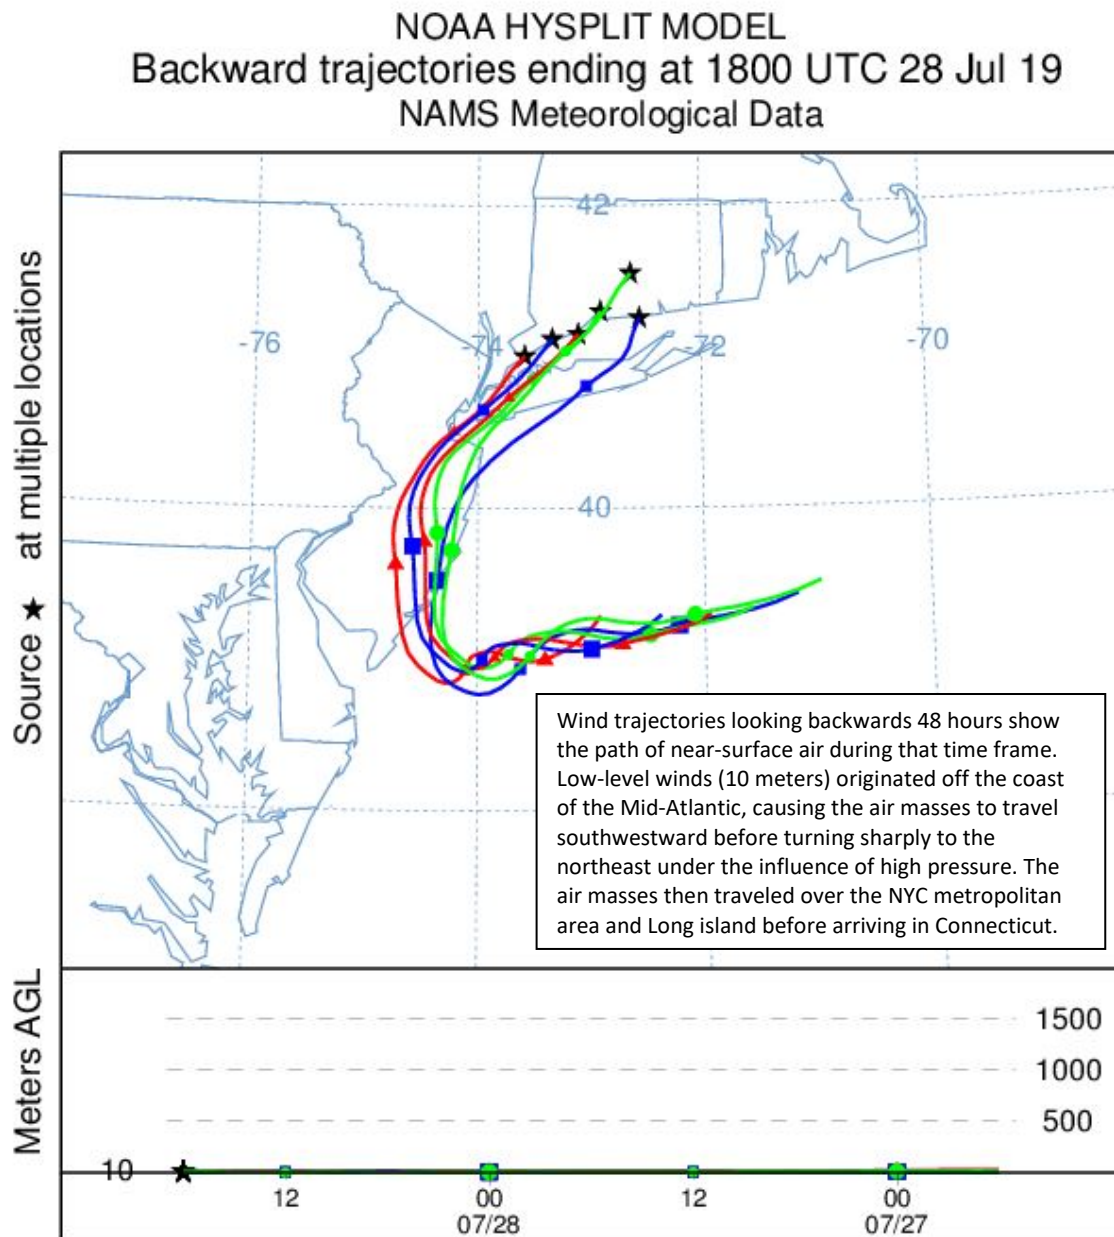 NOAA HYSPLIT MODEL
Backward trajectories ending at 1800 UTC 28 Jul 19
NAMS Meteorological Data
Source ★ at multiple locations
42
-76
-74
-72
-70
40
Wind trajectories looking backwards 48 hours show
the path of near-surface air during that time frame.
Low-level winds (10 meters) originated off the coast
of the Mid-Atlantic, causing the air masses to travel
southwestward before turning sharply to the
northeast under the influence of high pressure. The
air masses then traveled over the NYC metropolitan
area and Long island before arriving in Connecticut.
Meters AGL
1500
1000
500
10
12
00
12
00
07/28
07/27